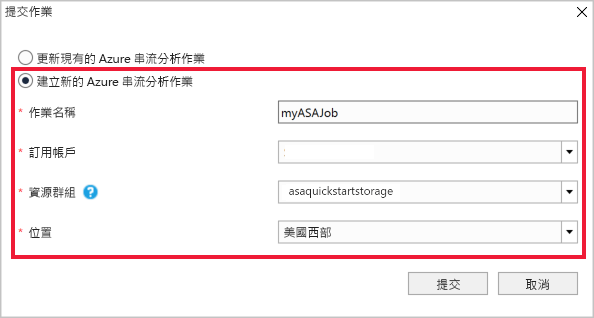 提交作業
更新現有的 Azure 串流分析作業
建立新的 Azure 串流分析作業
* 作業名稱
myASAJob
* 訂用帳戶
* 資源群組 ?
asaquickstartstorage
* 位置
美國西部
提交
取消